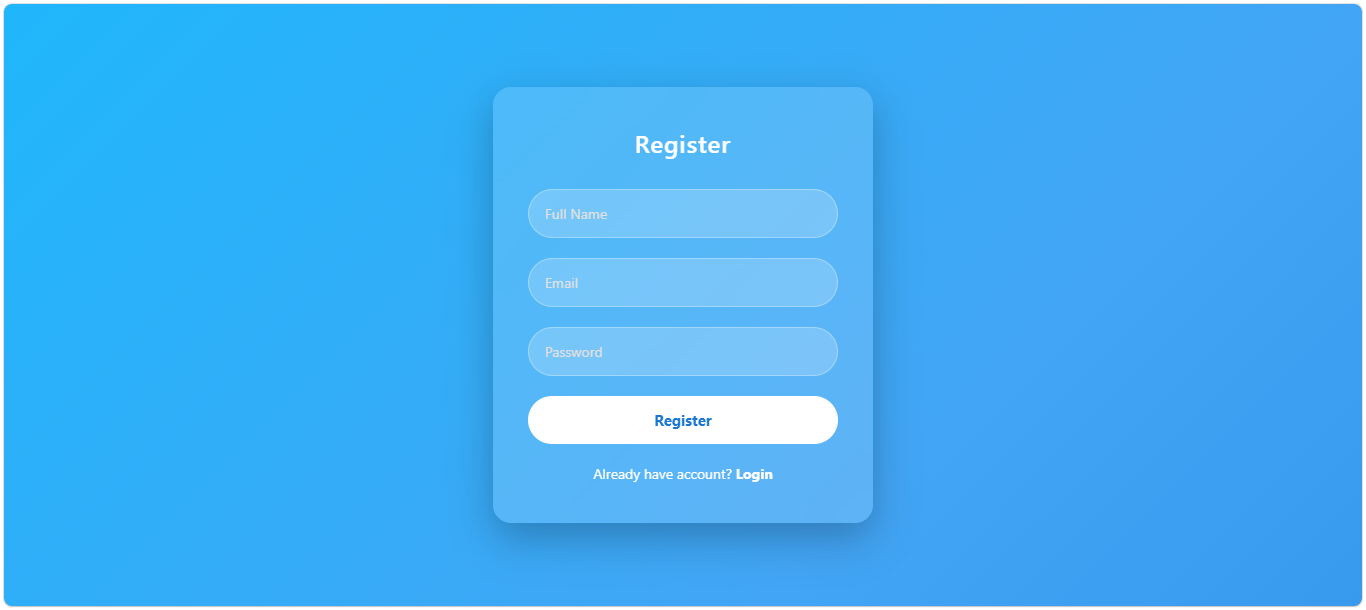 Register
Full Name
Email
Password
Register
Already have account? Login